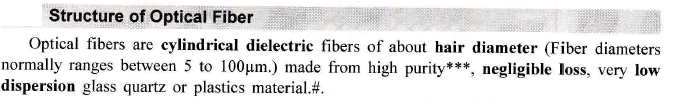 Structure of Optical Fiber
Optical fibers are cylindrical dielectric fibers of about hair diameter (Fiber diameters
normally ranges between 5 to 100μm.) made from high purity***, negligible loss, very low
dispersion glass quartz or plastics material.#.